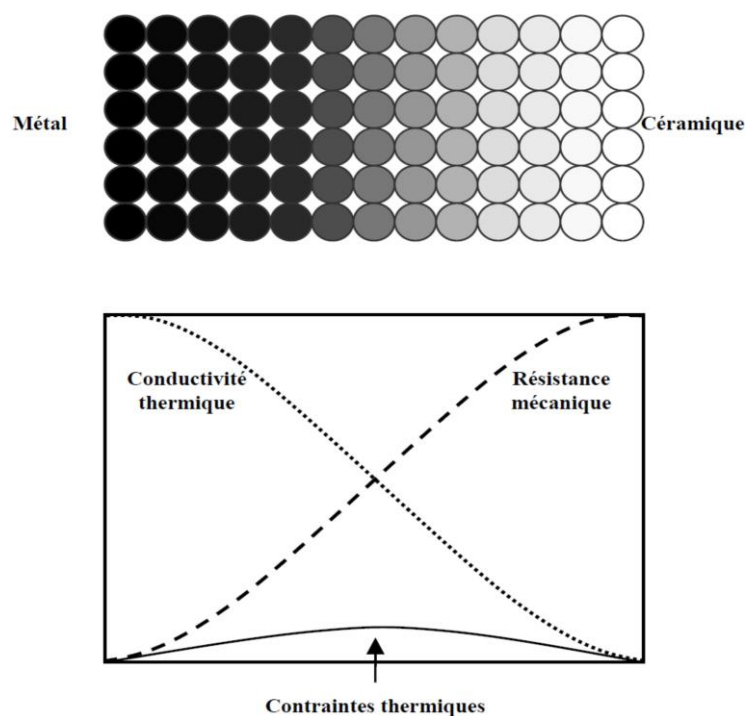 Métal
Céramique
Conductivité
thermique
Résistance
mécanique
Contraintes thermiques